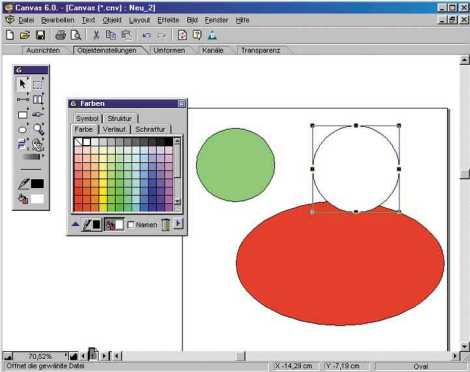 Canvas 6.0. - [Canvas (*.cnv) : Neu_2]
Datei Bearbeiten Text Objekt Layout Effekte Bild Fenster Hilfe
Ausrichten Objekteinstellungen Umformen Kanäle Transparenz
Farben
Symbol Struktur
Farbe Verlauf Schraffur
Namen
70,52%
Öffnet die gewählte Datei X -14,29 cm Y -7,19 cm Oval